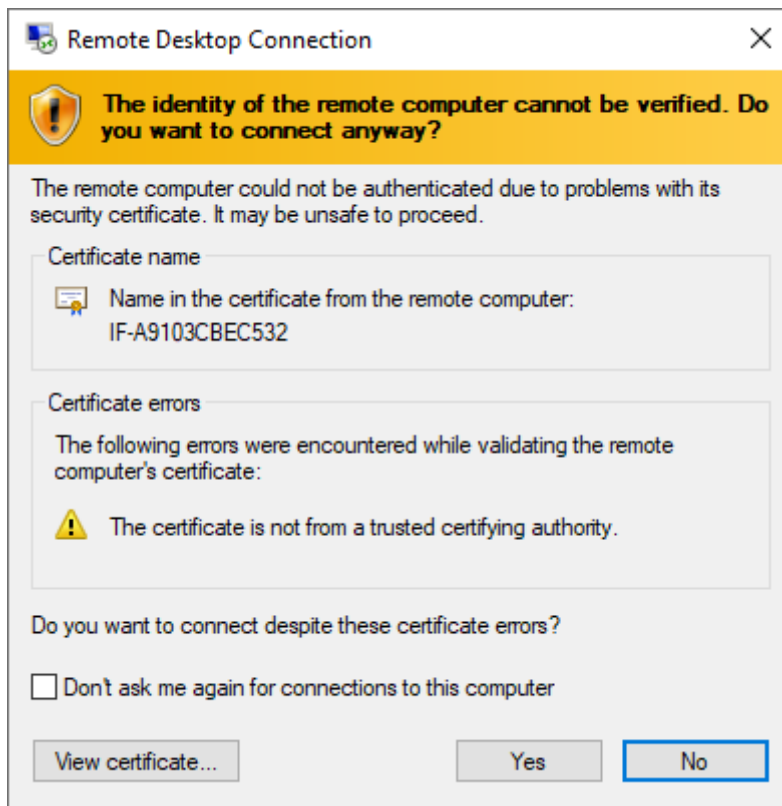 Remote Desktop Connection
The identity of the remote computer cannot be verified. Do
you want to connect anyway?
The remote computer could not be authenticated due to problems with its
security certificate. It may be unsafe to proceed.
Certificate name
Name in the certificate from the remote computer:
IF-A9103CBEC532
Certificate errors
The following errors were encountered while validating the remote
computer's certificate:
The certificate is not from a trusted certifying authority.
Do you want to connect despite these certificate errors?
Don't ask me again for connections to this computer
View certificate...
Yes
No